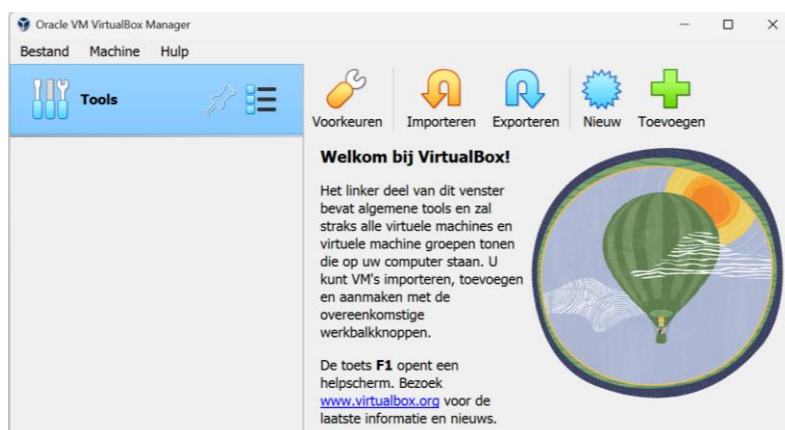 Oracle VM VirtualBox Manager
Bestand Machine Hulp
Tools
Voorkeuren Importeren Exporteren Nieuw Toevoegen
Welkom bij VirtualBox!
Het linker deel van dit venster
bevat algemene tools en zal
straks alle virtuele machines en
virtuele machine groepen tonen
die op uw computer staan. U
kunt VM's importeren, toevoegen
en aanmaken met de
overeenkomstige
werkbalkknoppen.
De toets F1 opent een
helpscherm. Bezoek
www.virtualbox.org voor de
laatste informatie en nieuws.